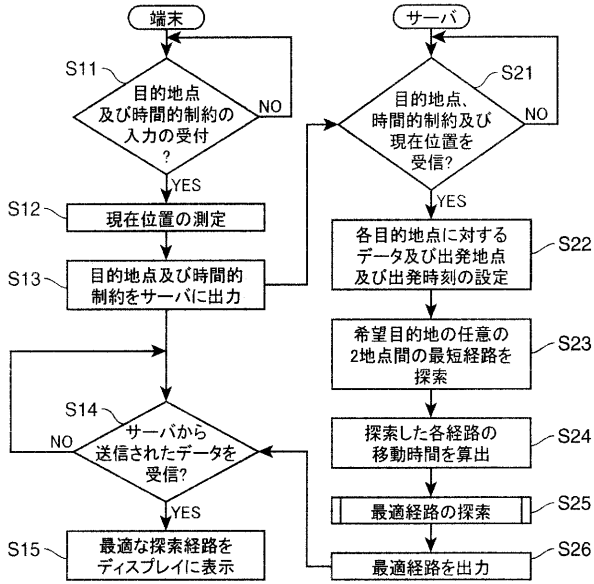 端末
S11
目的地点
及び時間的制約の
入力の受付
?
NO
YES
S12
現在位置の測定
S13
目的地点及び時間的
制約をサーバに出力
S14
サーバから
送信されたデータを
受信?
NO
YES
S15
最適な探索経路を
ディスプレイに表示
サーバ
S21
目的地点、
時間的制約及び
現在位置を
受信?
NO
YES
S22
各目的地点に対する
データ及び出発地点
及び出発時刻の設定
S23
希望目的地の任意の
2地点間の最短経路を
探索
S24
探索した各経路の
移動時間を算出
S25
最適経路の探索
S26
最適経路を出力